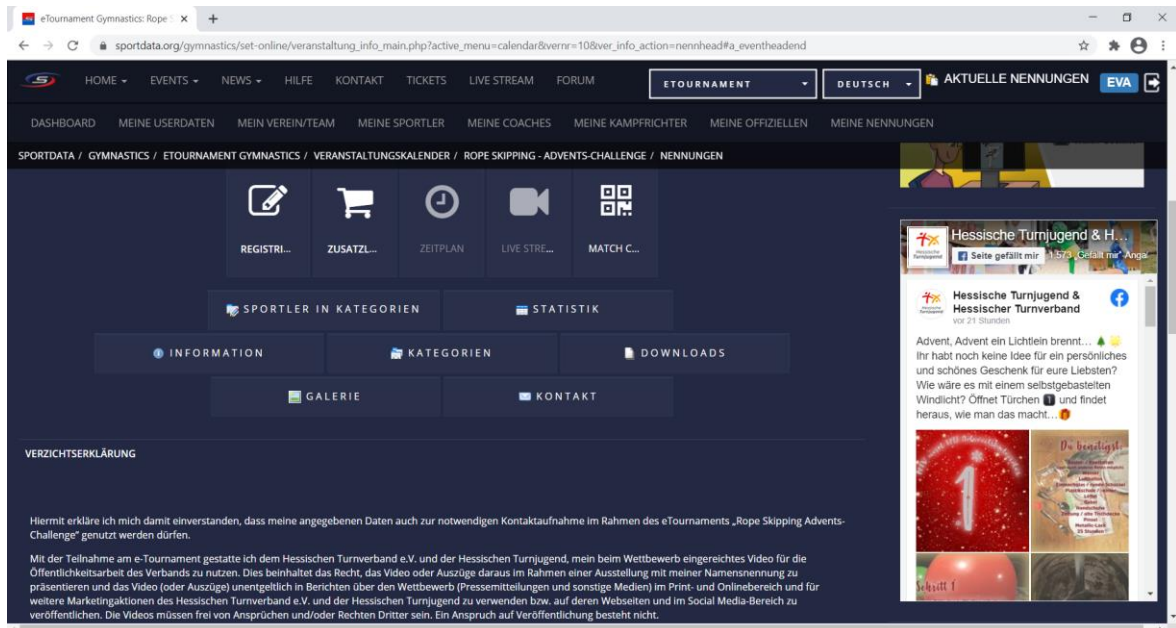 eTournament Gymnastics: Rope S
sportdata.org/gymnastics/set-online/veranstaltung_info_main.php?active_menu=calendar&vernr=10&ver_info_action=nennhead#a_eventheadend
HOME EVENTS NEWS HILFE KONTAKT TICKETS LIVE STREAM FORUM ETOURNAMENT DEUTSCH AKTUELLE NENNUNGEN EVA
DASHBOARD MEINE USERDATEN MEIN VEREIN/TEAM MEINE SPORTLER MEINE COACHES MEINE KAMPFRICHTER MEINE OFFIZIELLEN MEINE NENNUNGEN
SPORTDATA / GYMNASTICS / ETOURNAMENT GYMNASTICS / VERANSTALTUNGSKALENDER / ROPE SKIPPING - ADVENTS-CHALLENGE / NENNUNGEN
REGISTRI... ZUSATZL... ZEITPLAN LIVE STRE... MATCH C...
SPORTLER IN KATEGORIEN STATISTIK
INFORMATION KATEGORIEN DOWNLOADS
GALERIE KONTAKT
VERZICHTSERKLÄRUNG
Hiermit erkläre ich mich damit einverstanden, dass meine angegebenen Daten auch zur notwendigen Kontaktaufnahme im Rahmen des eTournaments „Rope Skipping Advents-
Challenge“ genutzt werden dürfen.
Mit der Teilnahme am e-Tournament gestatte ich dem Hessischen Turnverband e.V. und der Hessischen Turnjugend, mein beim Wettbewerb eingereichtes Video für die
Öffentlichkeitsarbeit des Verbands zu nutzen. Dies beinhaltet das Recht, das Video oder Auszüge daraus im Rahmen einer Ausstellung mit meiner Namensnennung zu
präsentieren und das Video (oder Auszüge) unentgeltlich in Berichten über den Wettbewerb (Pressemitteilungen und sonstige Medien) im Print- und Onlinebereich und für
weitere Marketingaktionen des Hessischen Turnverband e.V. und der Hessischen Turnjugend zu verwenden bzw. auf deren Webseiten und im Social Media-Bereich zu
veröffentlichen. Die Videos müssen frei von Ansprüchen und/oder Rechten Dritter sein. Ein Anspruch auf Veröffentlichung besteht nicht.
Hessische Turnjugend & H...
Seite gefällt mir 1.573 „Gefällt mir“-Anga
Hessische Turnjugend &
Hessischer Turnverband
vor 21 Stunden
Advent, Advent ein Lichtlein brennt…
Ihr habt noch keine Idee für ein persönliches
und schönes Geschenk für eure Liebsten?
Wie wäre es mit einem selbstgebastelten
Windlicht? Öffnet Türchen 1 und findet
heraus, wie man das macht…
1
Du benötigst:
Schritt 1